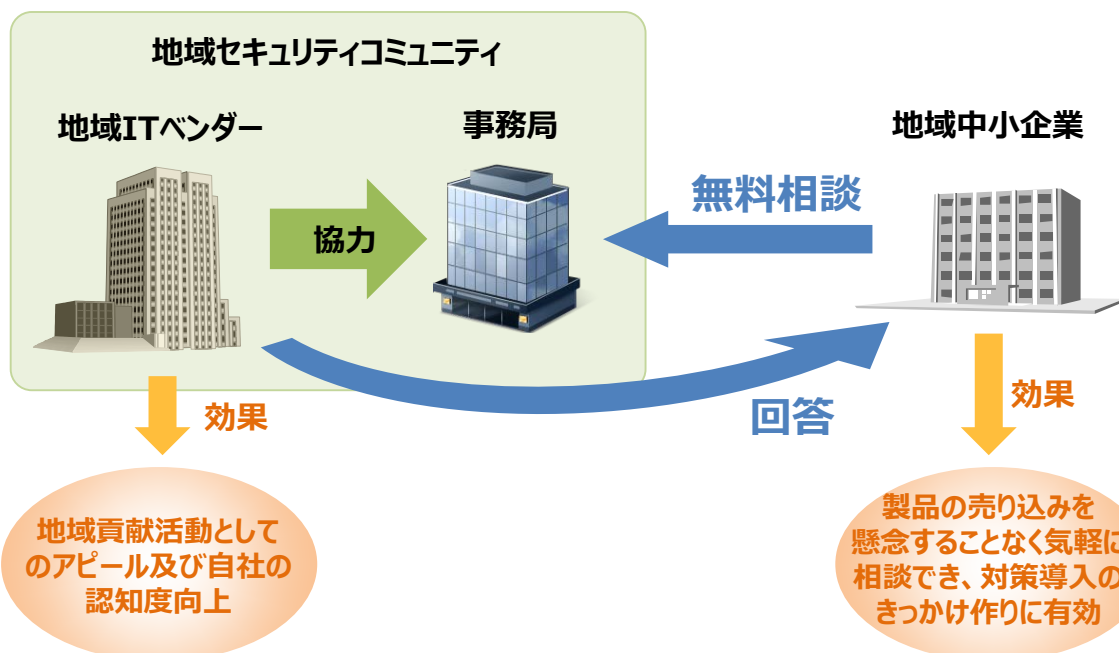 地域セキュリティコミュニティ
地域ITベンダー
事務局
地域中小企業
無料相談
協力
回答
効果
効果
地域貢献活動として
のアピール及び自社の
認知度向上
製品の売り込みを
懸念することなく気軽に
相談でき、対策導入の
きっかけ作りに有効